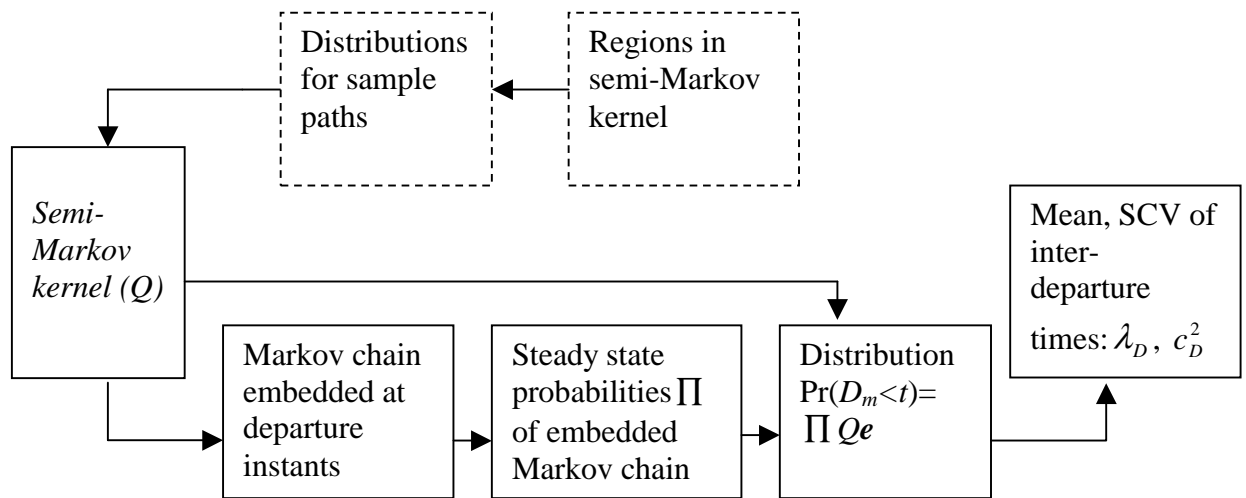 Distributions
for sample
paths
Regions in
semi-Markov
kernel
Semi-
Markov
kernel (Q)
Mean, SCV of
inter-
departure
times: λ_D , c_D^2
Markov chain
embedded at
departure
instants
Steady state
probabilities ∏
of embedded
Markov chain
Distribution
Pr(D_m<t)=
∏ Qe